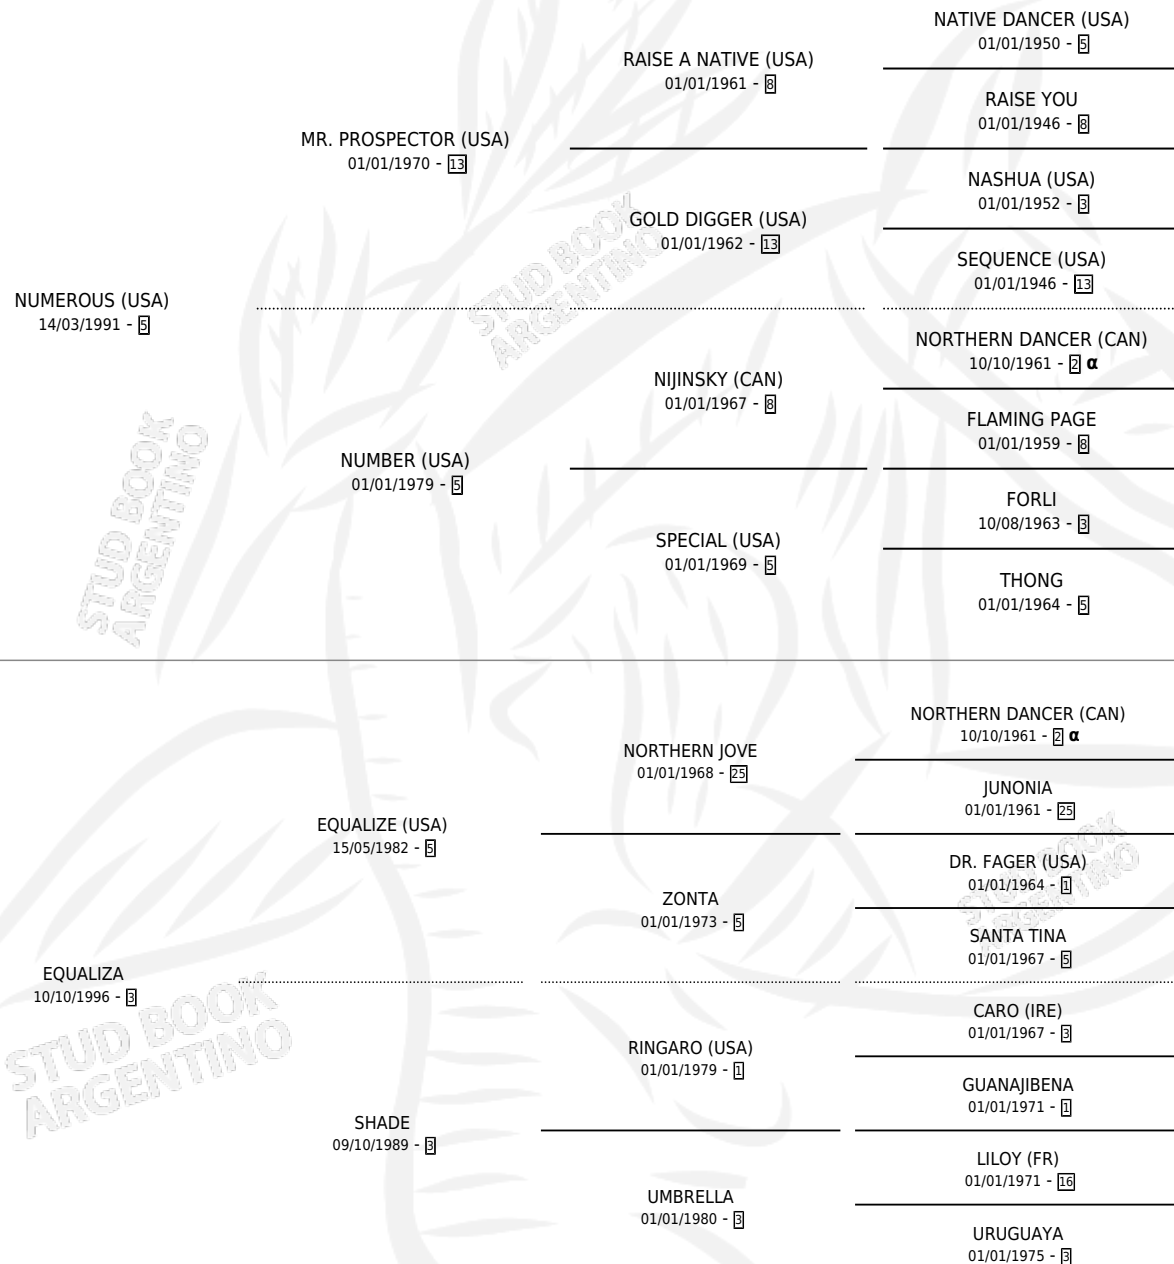 NATIVE DANCER (USA)
01/01/1950 - 5
RAISE A NATIVE (USA)
01/01/1961 - 8
RAISE YOU
01/01/1946 - 8
MR. PROSPECTOR (USA)
01/01/1970 - 13
NASHUA (USA)
01/01/1952 - 3
GOLD DIGGER (USA)
01/01/1962 - 13
SEQUENCE (USA)
01/01/1946 - 13
STUD BOOK
ARGENTINO
NUMEROUS (USA)
14/03/1991 - 5
NORTHERN DANCER (CAN)
10/10/1961 - 2 α
NIJINSKY (CAN)
01/01/1967 - 8
FLAMING PAGE
01/01/1959 - 8
NUMBER (USA)
01/01/1979 - 5
FORLI
10/08/1963 - 3
SPECIAL (USA)
01/01/1969 - 5
THONG
01/01/1964 - 5
STUD BOOK
ARGENTINO
NORTHERN DANCER (CAN)
10/10/1961 - 2 α
NORTHERN JOVE
01/01/1968 - 25
JUNONIA
01/01/1961 - 25
EQUALIZE (USA)
15/05/1982 - 5
DR. FAGER (USA)
01/01/1964 - 1
ZONTA
01/01/1973 - 5
SANTA TINA
01/01/1967 - 5
STUD BOOK
ARGENTINO
EQUALIZA
10/10/1996 - 3
CARO (IRE)
01/01/1967 - 3
RINGARO (USA)
01/01/1979 - 1
GUANAJIBENA
01/01/1971 - 1
SHADE
09/10/1989 - 3
LILOY (FR)
01/01/1971 - 16
UMBRELLA
01/01/1980 - 3
URUGUAYA
01/01/1975 - 3
STUD BOOK
ARGENTINO